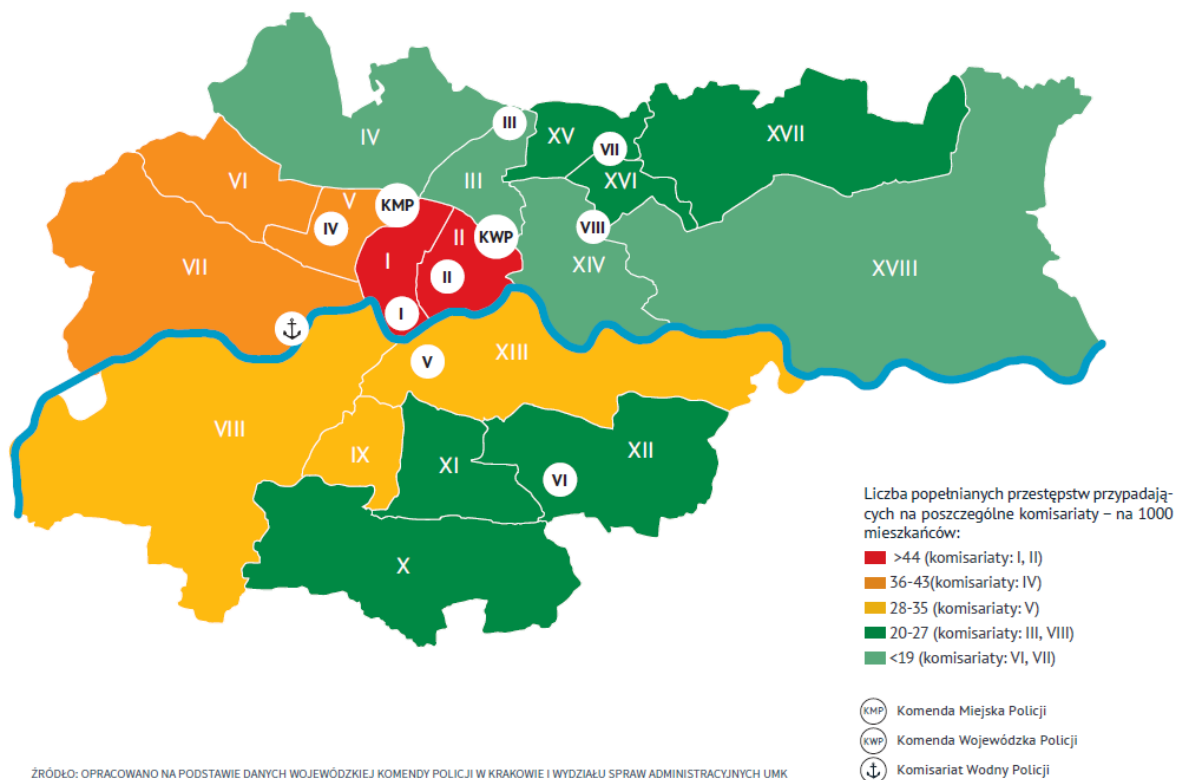 III
XV
XVII
IV
VII
VI
III
XVI
V
KMP
IV
II
KWP
VIII
VII
I
XIV
XVIII
II
I
XIII
V
VIII
IX
XII
XI
VI
X
Liczba popełnianych przestępstw przypadają-
cych na poszczególne komisariaty – na 1000
mieszkańców:
>44 (komisariaty: I, II)
36-43(komisariaty: IV)
28-35 (komisariaty: V)
20-27 (komisariaty: III, VIII)
<19 (komisariaty: VI, VII)
KMP Komenda Miejska Policji
KWP Komenda Wojewódzka Policji
Komisariat Wodny Policji
ŹRÓDŁO: OPRACOWANO NA PODSTAWIE DANYCH WOJEWÓDZKIEJ KOMENDY POLICJI W KRAKOWIE I WYDZIAŁU SPRAW ADMINISTRACYJNYCH UMK